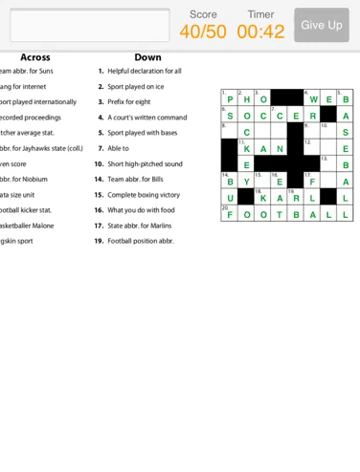 Score
40/50
Timer
00:42
Give Up
Across
eam abbr. for Suns
ang for internet
port played internationally
ecorded proceedings
tcher average stat.
bbr. for Jayhawks state (coll.)
ven score
bbr. for Niobium
ata size unit
ootball kicker stat.
asketballer Malone
gskin sport
Down
1. Helpful declaration for all
2. Sport played on ice
3. Prefix for eight
4. A court's written command
5. Sport played with bases
7. Able to
10. Short high-pitched sound
14. Team abbr. for Bills
15. Complete boxing victory
16. What you do with food
17. State abbr. for Marlins
19. Football position abbr.
P H O W E B
S O C C E R A
C S
K A N E
E B
B Y E F A
U K A R L L
F O O T B A L L